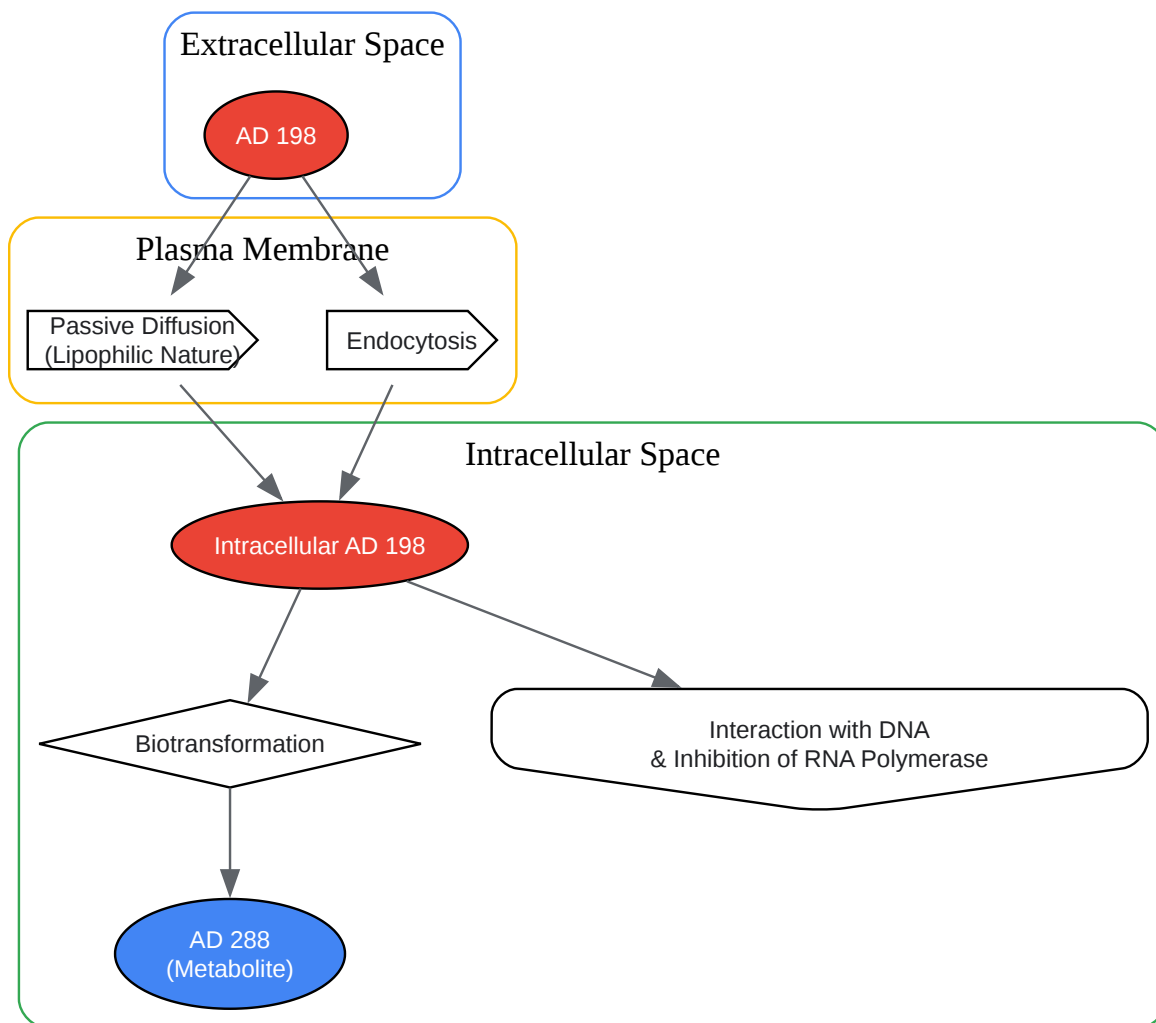 Extracellular Space
AD 198
Plasma Membrane
Passive Diffusion
(Lipophilic Nature)
Endocytosis
Intracellular Space
Intracellular AD 198
Biotransformation
Interaction with DNA
& Inhibition of RNA Polymerase
AD 288
(Metabolite)